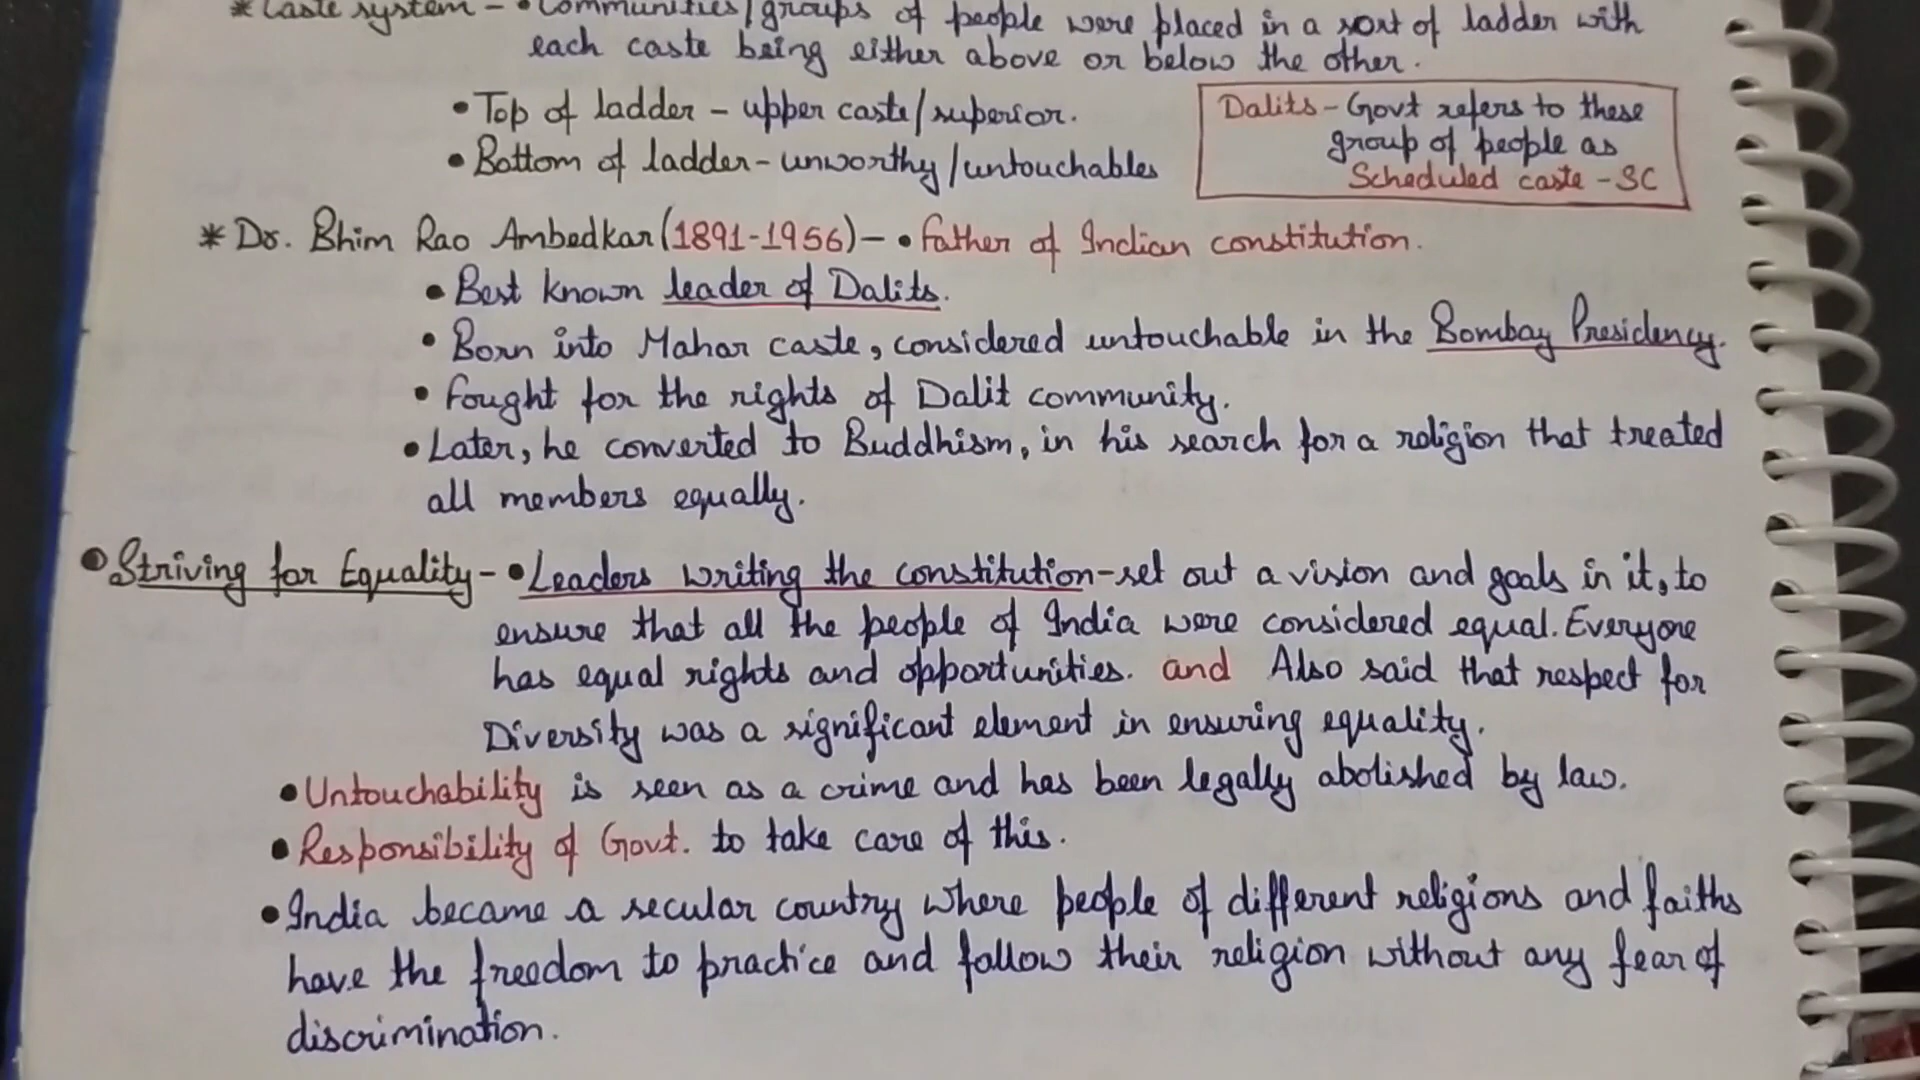 * Caste system - • Communities/groups of people were placed in a sort of ladder with
each caste being either above or below the other.
• Top of ladder - upper caste/superior.
• Bottom of ladder - unworthy/untouchables
Dalits - Govt refers to these
group of people as
Scheduled caste - SC
* Dr. Bhim Rao Ambedkar (1891-1956) - • Father of Indian constitution.
• Best known leader of Dalits.
• Born into Mahar caste, considered untouchable in the Bombay Presidency.
• Fought for the rights of Dalit community.
• Later, he converted to Buddhism, in his search for a religion that treated
all members equally.
• Striving for Equality - • Leaders writing the constitution - set out a vision and goals in it, to
ensure that all the people of India were considered equal. Everyone
has equal rights and opportunities. and Also said that respect for
Diversity was a significant element in ensuring equality.
• Untouchability is seen as a crime and has been legally abolished by law.
• Responsibility of Govt. to take care of this.
• India became a secular country where people of different religions and faiths
have the freedom to practice and follow their religion without any fear of
discrimination.